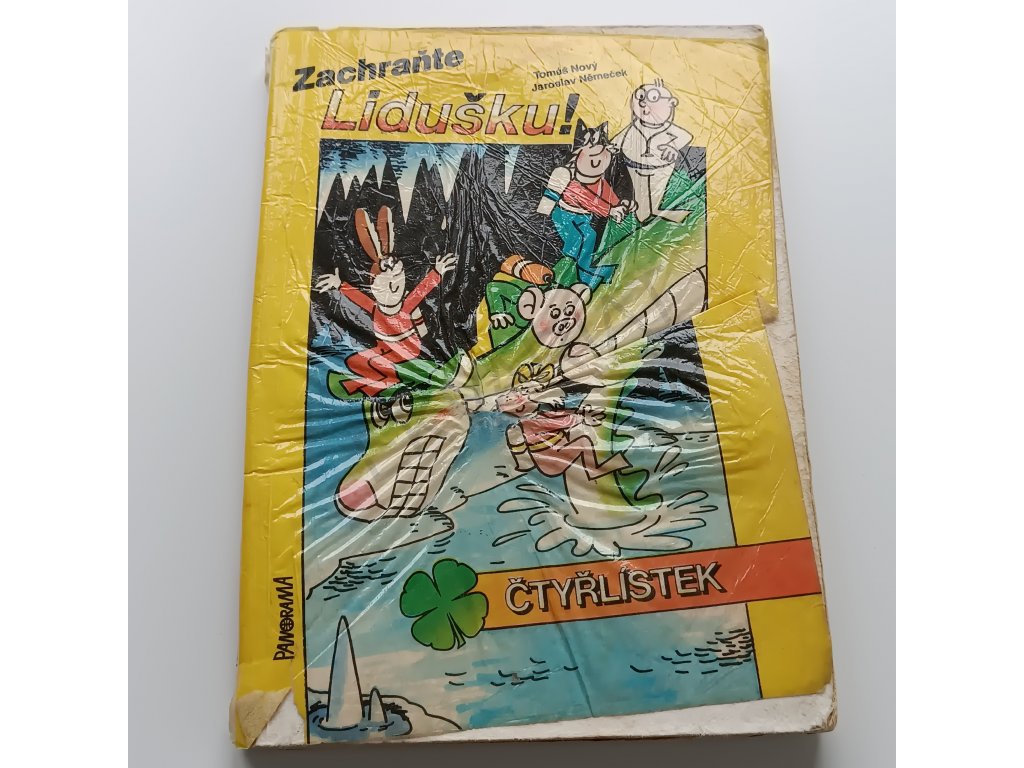 Zachraňte
Lidušku!
Tomáš Nový
Jaroslav Němeček
ČTYŘLÍSTEK
PANORAMA